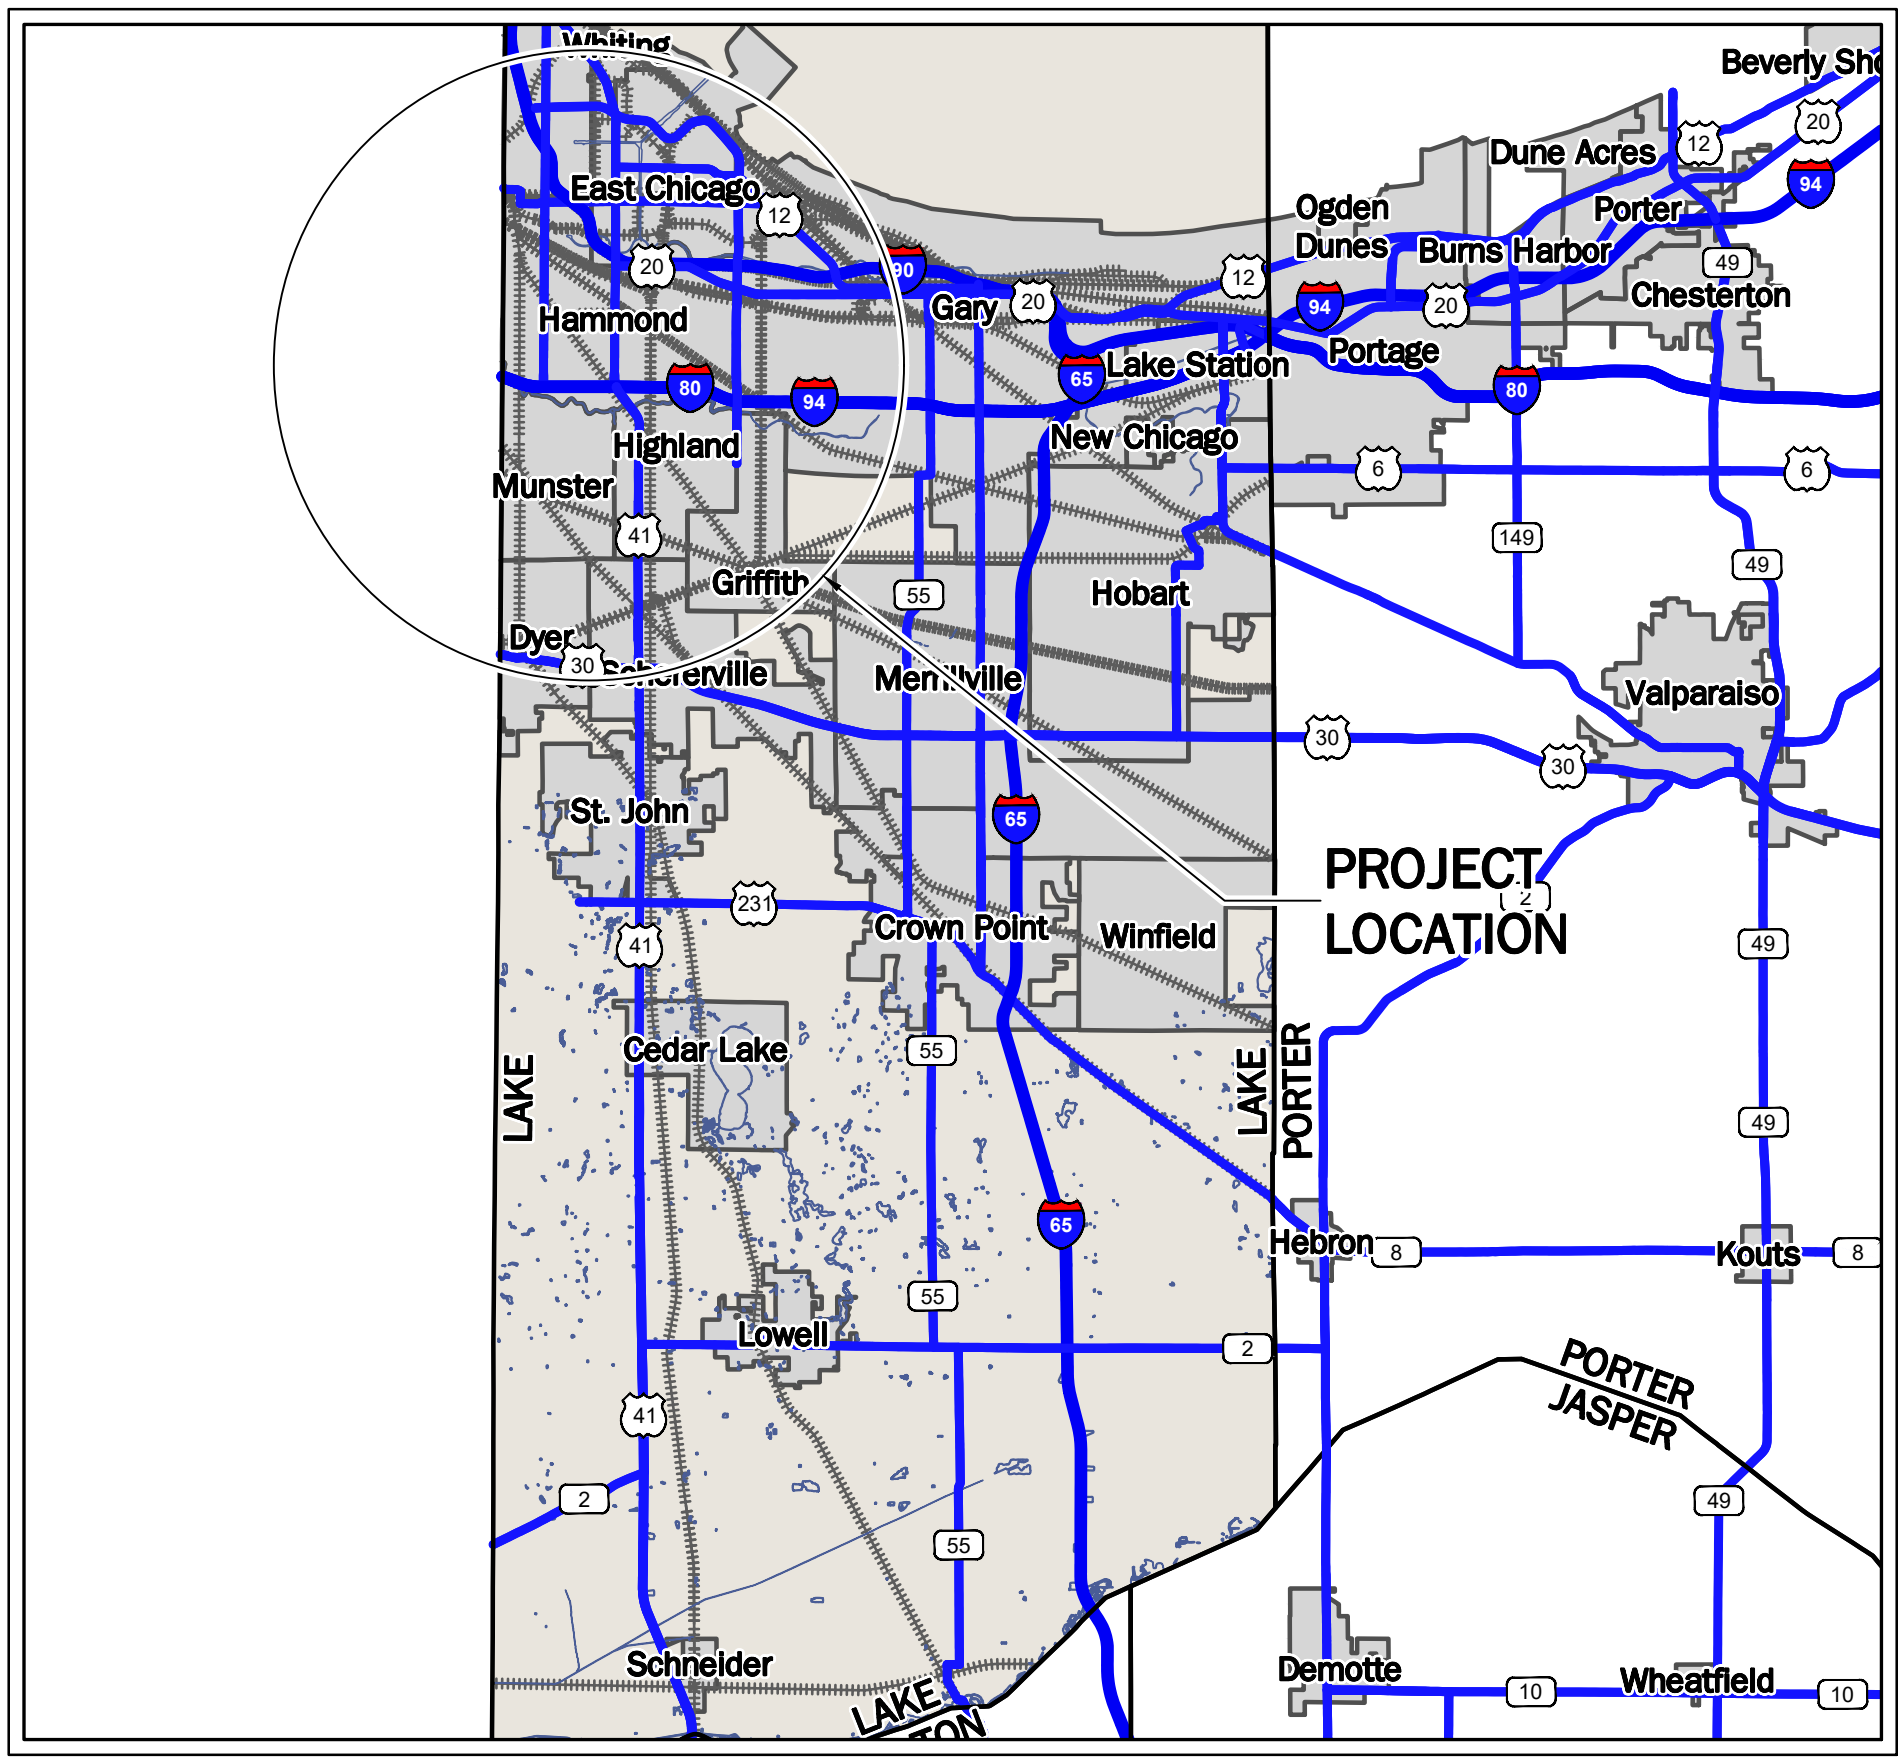 Whiting
Beverly Sho
20
12
Dune Acres
94
East Chicago
12
Ogden
Dunes
Porter
Burns Harbor
49
20
90
12
94
20
Chesterton
Gary
20
Hammond
Portage
Lake Station
65
80
94
80
Highland
New Chicago
6
6
Munster
41
149
49
Griffith
55
Hobart
Dyer
30
Schererville
Merrillville
Valparaiso
30
30
St. John
65
PROJECT
LOCATION
2
231
Crown Point
Winfield
41
49
Cedar Lake
55
LAKE
LAKE
PORTER
49
65
Hebron
8
Kouts
8
55
Lowell
2
PORTER
JASPER
41
2
49
55
Schneider
Demotte
Wheatfield
10
10
LAKE
TON